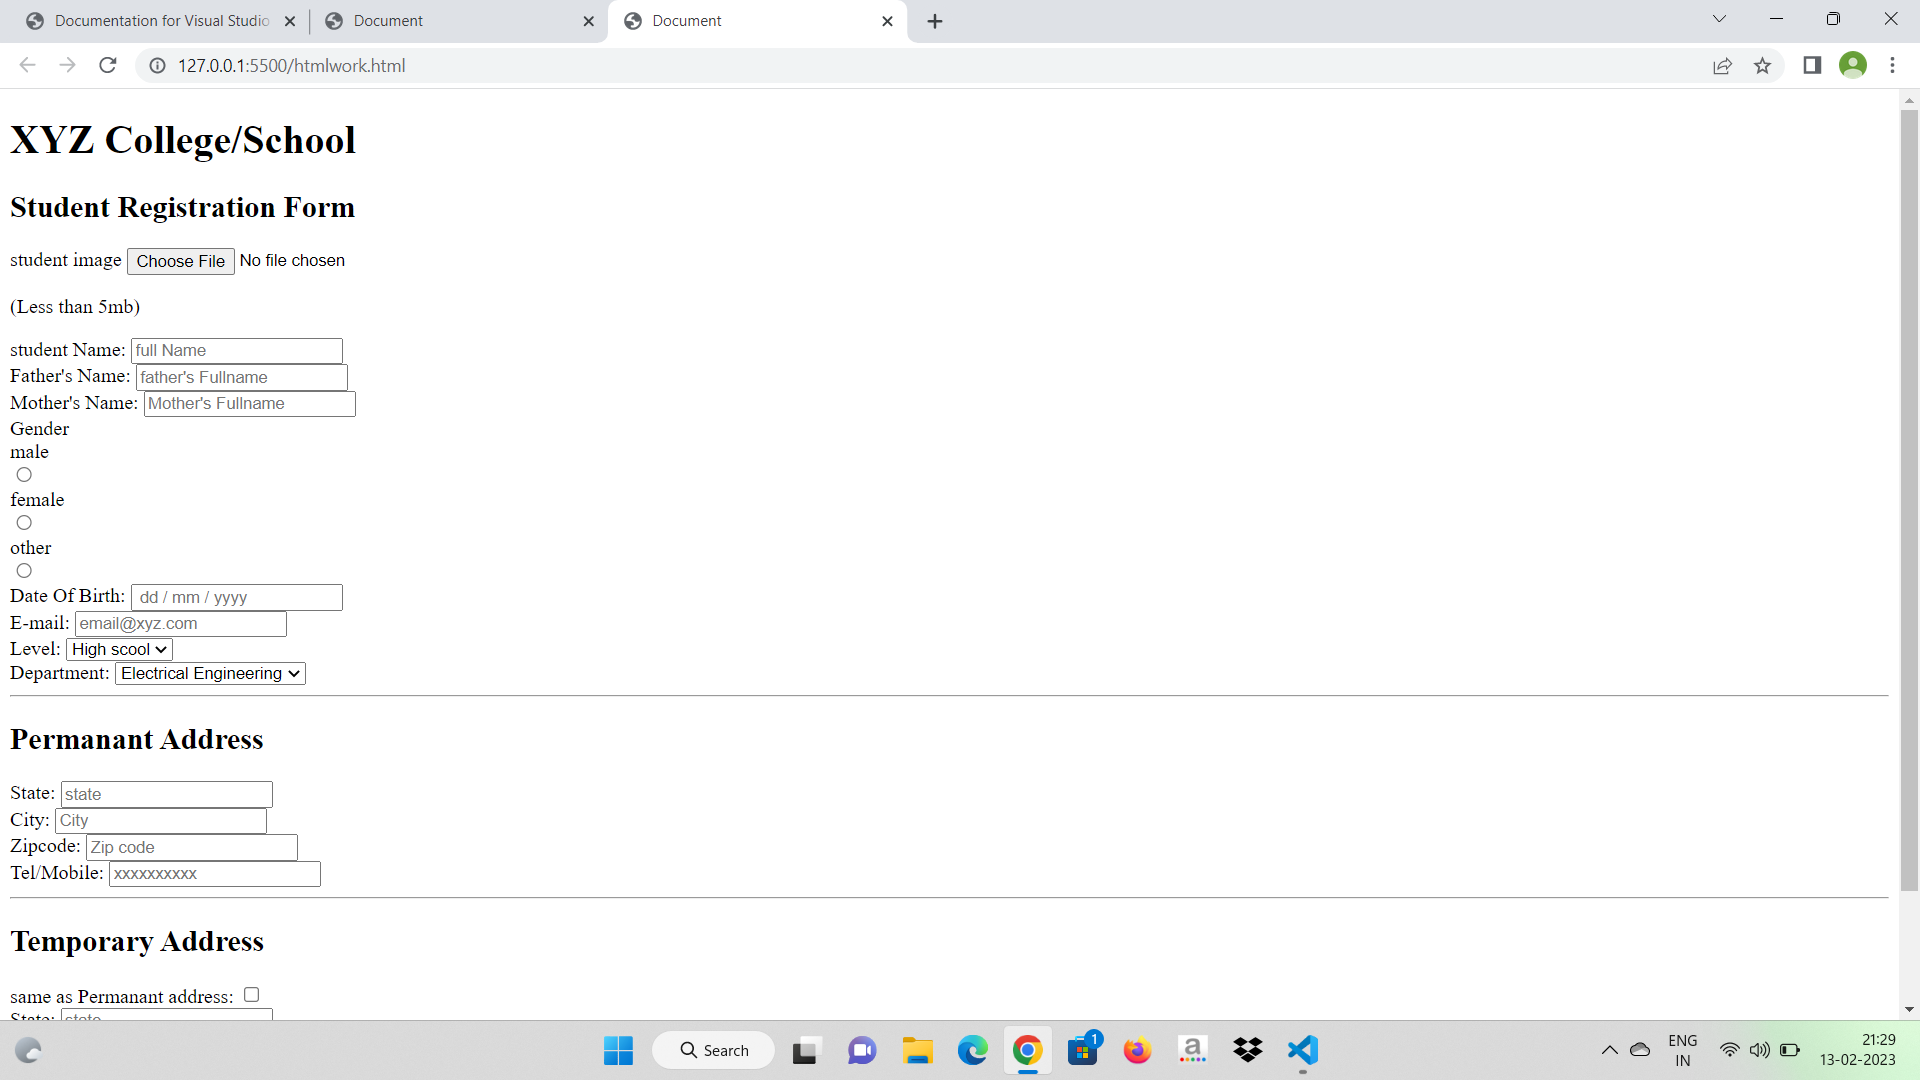 Documentation for Visual Studio
Document
Document
127.0.0.1:5500/htmlwork.html
XYZ College/School
Student Registration Form
student image Choose File No file chosen
(Less than 5mb)
student Name: full Name
Father's Name: father's Fullname
Mother's Name: Mother's Fullname
Gender
male
female
other
Date Of Birth: dd / mm / yyyy
E-mail: email@xyz.com
Level: High scool
Department: Electrical Engineering
Permanant Address
State: state
City: City
Zipcode: Zip code
Tel/Mobile: xxxxxxxxxx
Temporary Address
same as Permanant address:
State: state
Search
1
a
ENG
IN
21:29
13-02-2023